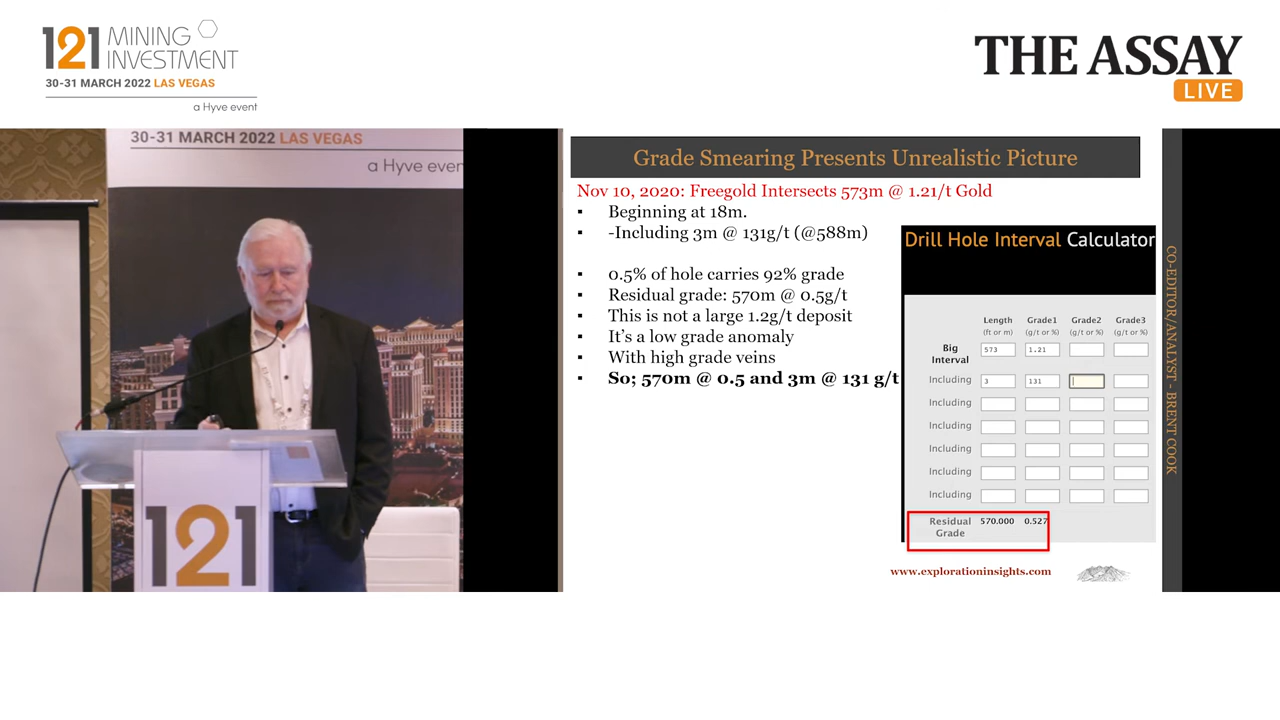 121 MINING
INVESTMENT
30-31 MARCH 2022 LAS VEGAS
a Hyve event
THE ASSAY
LIVE
30-31 MARCH 2022 LAS VEGAS
a Hyve even
121
Grade Smearing Presents Unrealistic Picture
Nov 10, 2020: Freegold Intersects 573m @ 1.21/t Gold
▪ Beginning at 18m.
▪ -Including 3m @ 131g/t (@588m)
▪ 0.5% of hole carries 92% grade
▪ Residual grade: 570m @ 0.5g/t
▪ This is not a large 1.2g/t deposit
▪ It's a low grade anomaly
▪ With high grade veins
▪ So; 570m @ 0.5 and 3m @ 131 g/t
Drill Hole Interval Calculator
Length Grade1 Grade2 Grade3
(ft or m) (g/t or %) (g/t or %) (g/t or %)
Big
Interval 573 1.21
Including 3 131
Including
Including
Including
Including
Including
Residual 570.000 0.527
Grade
www.explorationinsights.com
CO-EDITOR/ANALYST - BRENT COOK